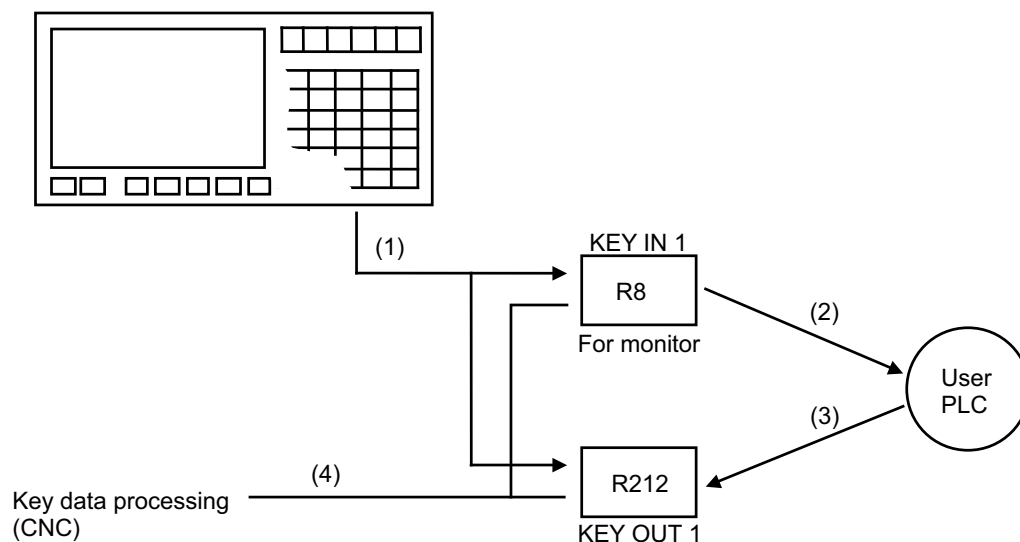 (1)
KEY IN 1
R8
For monitor
(2)
User
PLC
(3)
R212
KEY OUT 1
(4)
Key data processing
(CNC)